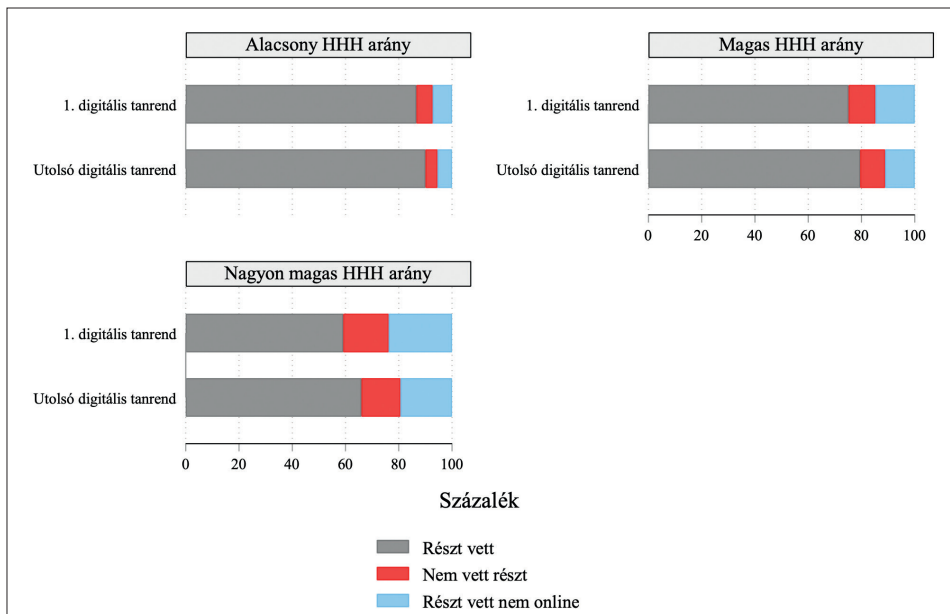 Alacsony HHH arány
1. digitális tanrend
Utolsó digitális tanrend
Magas HHH arány
1. digitális tanrend
Utolsó digitális tanrend
0 20 40 60 80 100
Nagyon magas HHH arány
1. digitális tanrend
Utolsó digitális tanrend
0 20 40 60 80 100
Százalék
Részt vett
Nem vett részt
Részt vett nem online